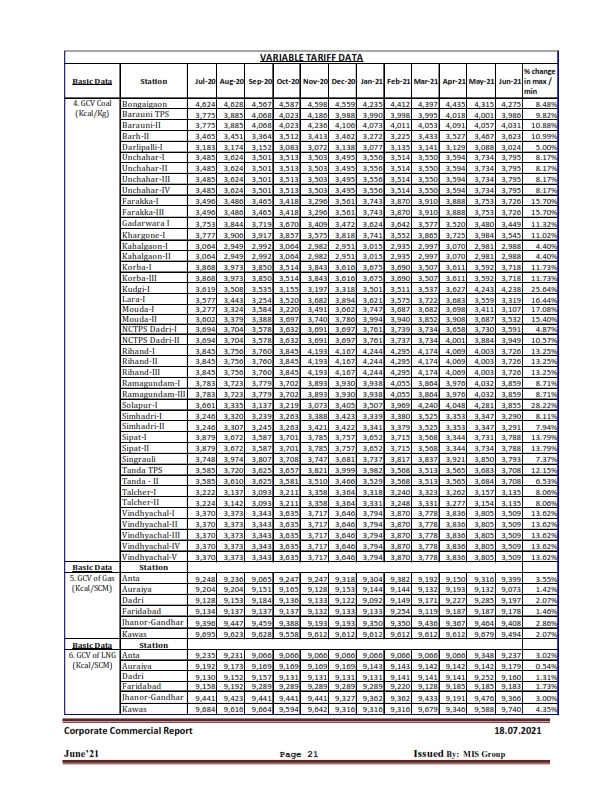 VARIABLE TARIFF DATA
Basic Data Station Jul-20 Aug-20 Sep-20 Oct-20 Nov-20 Dec-20 Jan-21 Feb-21 Mar-21 Apr-21 May-21 Jun-21 % change in max / min
4. GCV Coal (Kcal/Kg) Bongaigaon 4,624 4,628 4,567 4,587 4,598 4,559 4,235 4,412 4,397 4,435 4,315 4,275 8.48%
Barauni TPS 3,775 3,885 4,068 4,023 4,186 3,988 3,990 3,998 3,995 4,018 4,001 3,986 9.82%
Barauni-II 3,775 3,885 4,068 4,023 4,236 4,106 4,073 4,011 4,053 4,091 4,057 4,031 10.88%
Barh-II 3,465 3,451 3,364 3,512 3,413 3,462 3,272 3,225 3,433 3,527 3,467 3,623 10.99%
Darlipalli-I 3,183 3,174 3,152 3,083 3,072 3,138 3,077 3,135 3,141 3,129 3,088 3,024 5.00%
Unchahar-I 3,485 3,624 3,501 3,513 3,503 3,495 3,556 3,514 3,550 3,594 3,734 3,795 8.17%
Unchahar-II 3,485 3,624 3,501 3,513 3,503 3,495 3,556 3,514 3,550 3,594 3,734 3,795 8.17%
Unchahar-III 3,485 3,624 3,501 3,513 3,503 3,495 3,556 3,514 3,550 3,594 3,734 3,795 8.17%
Unchahar-IV 3,485 3,624 3,501 3,513 3,503 3,495 3,556 3,514 3,550 3,594 3,734 3,795 8.17%
Farakka-I 3,496 3,486 3,465 3,418 3,296 3,561 3,743 3,870 3,910 3,888 3,753 3,726 15.70%
Farakka-III 3,496 3,486 3,465 3,418 3,296 3,561 3,743 3,870 3,910 3,888 3,753 3,726 15.70%
Gadarwara I 3,753 3,844 3,719 3,670 3,409 3,472 3,624 3,642 3,577 3,520 3,480 3,449 11.32%
Khargone-I 3,777 3,906 3,917 3,857 3,575 3,818 3,741 3,552 3,865 3,725 3,984 3,545 11.02%
Kahalgaon-I 3,064 2,949 2,992 3,064 2,982 2,951 3,015 2,935 2,997 3,070 2,981 2,988 4.40%
Kahalgaon-II 3,064 2,949 2,992 3,064 2,982 2,951 3,015 2,935 2,997 3,070 2,981 2,988 4.40%
Korba-I 3,868 3,973 3,850 3,514 3,843 3,616 3,675 3,690 3,507 3,611 3,592 3,718 11.73%
Korba-III 3,868 3,973 3,850 3,514 3,843 3,616 3,675 3,690 3,507 3,611 3,592 3,718 11.73%
Kudgi-I 3,619 3,508 3,535 3,155 3,197 3,318 3,501 3,511 3,537 3,627 4,243 4,238 25.64%
Lara-I 3,577 3,443 3,254 3,520 3,682 3,894 3,621 3,575 3,722 3,683 3,559 3,319 16.44%
Mouda-I 3,277 3,324 3,584 3,220 3,491 3,662 3,747 3,687 3,682 3,698 3,411 3,107 17.08%
Mouda-II 3,602 3,379 3,388 3,697 3,740 3,786 3,994 3,940 3,852 3,908 3,687 3,532 15.40%
NCTPS Dadri-I 3,694 3,704 3,578 3,632 3,691 3,697 3,761 3,739 3,734 3,658 3,730 3,591 4.87%
NCTPS Dadri-II 3,694 3,704 3,578 3,632 3,691 3,697 3,761 3,737 3,734 4,001 3,884 3,949 10.57%
Rihand-I 3,845 3,756 3,760 3,845 4,193 4,167 4,244 4,295 4,174 4,069 4,003 3,726 13.25%
Rihand-II 3,845 3,756 3,760 3,845 4,193 4,167 4,244 4,295 4,174 4,069 4,003 3,726 13.25%
Rihand-III 3,845 3,756 3,760 3,845 4,193 4,167 4,244 4,295 4,174 4,069 4,003 3,726 13.25%
Ramagundam-I 3,783 3,723 3,779 3,702 3,893 3,930 3,938 4,055 3,864 3,976 4,032 3,859 8.71%
Ramagundam-III 3,783 3,723 3,779 3,702 3,893 3,930 3,938 4,055 3,864 3,976 4,032 3,859 8.71%
Solapur-I 3,661 3,335 3,137 3,219 3,073 3,405 3,507 3,969 4,240 4,048 4,281 3,855 28.22%
Simhadri-I 3,246 3,320 3,239 3,263 3,388 3,423 3,339 3,380 3,525 3,353 3,347 3,290 8.11%
Simhadri-II 3,246 3,307 3,245 3,263 3,421 3,422 3,341 3,379 3,525 3,353 3,347 3,291 7.94%
Sipat-I 3,879 3,672 3,587 3,701 3,785 3,757 3,652 3,715 3,568 3,344 3,731 3,788 13.79%
Sipat-II 3,879 3,672 3,587 3,701 3,785 3,757 3,652 3,715 3,568 3,344 3,734 3,788 13.79%
Singrauli 3,748 3,974 3,807 3,708 3,747 3,681 3,737 3,817 3,837 3,921 3,850 3,793 7.37%
Tanda TPS 3,585 3,720 3,625 3,657 3,821 3,999 3,982 3,568 3,513 3,565 3,683 3,708 12.15%
Tanda - II 3,585 3,610 3,625 3,581 3,510 3,466 3,529 3,568 3,513 3,565 3,684 3,708 6.53%
Talcher-I 3,222 3,137 3,093 3,211 3,358 3,364 3,318 3,240 3,323 3,262 3,157 3,135 8.06%
Talcher-II 3,224 3,142 3,093 3,211 3,358 3,364 3,331 3,248 3,331 3,277 3,154 3,135 8.06%
Vindhyachal-I 3,370 3,373 3,343 3,635 3,717 3,646 3,794 3,870 3,778 3,836 3,805 3,509 13.62%
Vindhyachal-II 3,370 3,373 3,343 3,635 3,717 3,646 3,794 3,870 3,778 3,836 3,805 3,509 13.62%
Vindhyachal-III 3,370 3,373 3,343 3,635 3,717 3,646 3,794 3,870 3,778 3,836 3,805 3,509 13.62%
Vindhyachal-IV 3,370 3,373 3,343 3,635 3,717 3,646 3,794 3,870 3,778 3,836 3,805 3,509 13.62%
Vindhyachal-V 3,370 3,373 3,343 3,635 3,717 3,646 3,794 3,870 3,778 3,836 3,805 3,509 13.62%
Basic Data Station
5. GCV of Gas (Kcal/SCM) Anta 9,248 9,236 9,065 9,247 9,247 9,318 9,304 9,382 9,192 9,150 9,316 9,399 3.55%
Auraiya 9,204 9,204 9,151 9,165 9,128 9,153 9,144 9,144 9,132 9,193 9,132 9,073 1.42%
Dadri 9,128 9,153 9,184 9,136 9,133 9,122 9,092 9,149 9,171 9,227 9,285 9,197 2.07%
Faridabad 9,134 9,137 9,137 9,137 9,132 9,133 9,133 9,254 9,119 9,187 9,187 9,178 1.46%
Jhanor-Gandhar 9,396 9,447 9,459 9,388 9,193 9,193 9,350 9,350 9,436 9,367 9,464 9,408 2.86%
Kawas 9,695 9,623 9,628 9,558 9,612 9,612 9,612 9,612 9,612 9,612 9,679 9,494 2.07%
Basic Data Station
6. GCV of LNG (Kcal/SCM) Anta 9,235 9,231 9,066 9,066 9,066 9,066 9,066 9,066 9,066 9,066 9,348 9,237 3.02%
Auraiya 9,192 9,173 9,169 9,169 9,169 9,169 9,143 9,143 9,142 9,142 9,142 9,179 0.54%
Dadri 9,130 9,152 9,157 9,131 9,131 9,131 9,131 9,141 9,141 9,141 9,252 9,160 1.31%
Faridabad 9,158 9,192 9,289 9,289 9,289 9,289 9,289 9,220 9,128 9,185 9,185 9,183 1.73%
Jhanor-Gandhar 9,441 9,423 9,441 9,441 9,441 9,327 9,362 9,362 9,433 9,191 9,476 9,366 3.00%
Kawas 9,684 9,616 9,664 9,594 9,642 9,316 9,316 9,316 9,679 9,346 9,588 9,740 4.35%
Corporate Commercial Report 18.07.2021
June'21 Page 21 Issued By: MIS Group